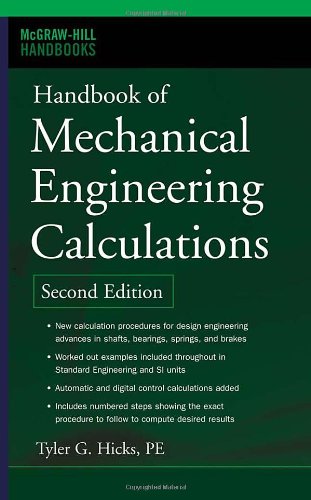 McGRAW-HILL
HANDBOOKS
Handbook of
Mechanical
Engineering
Calculations
Second Edition
• New calculation procedures for design engineering
advances in shafts, bearings, springs, and brakes
• Worked out examples included throughout in
Standard Engineering and SI units
• Automatic and digital control calculations added
• Includes numbered steps showing the exact
procedure to follow to compute desired results
Tyler G. Hicks, PE